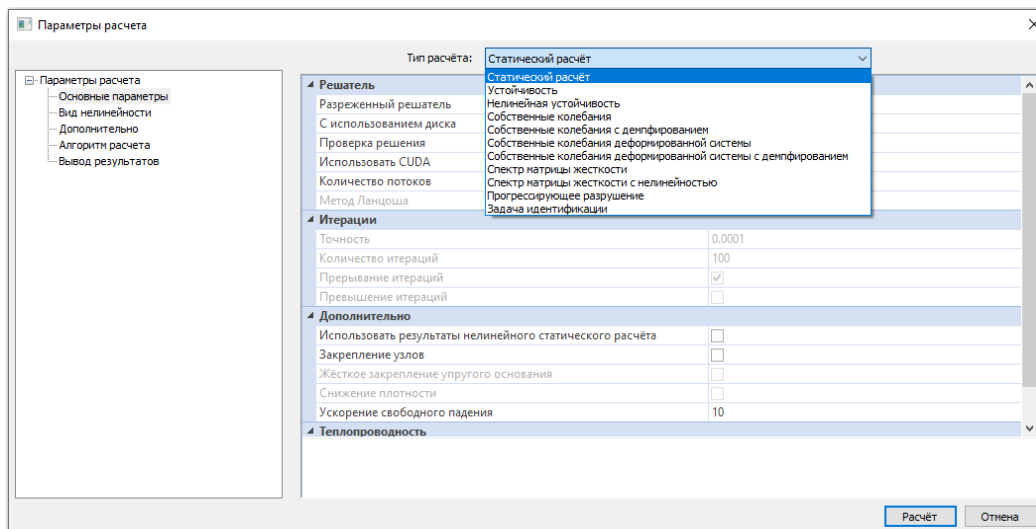 Параметры расчета
Тип расчёта: Статический расчёт
Параметры расчета
Основные параметры
Вид нелинейности
Дополнительно
Алгоритм расчета
Вывод результатов
Статический расчёт
Устойчивость
Нелинейная устойчивость
Собственные колебания
Собственные колебания с демпфированием
Собственные колебания деформированной системы
Собственные колебания деформированной системы с демпфированием
Спектр матрицы жесткости
Спектр матрицы жесткости с нелинейностью
Прогрессирующее разрушение
Задача идентификации
Решатель
Разреженный решатель
С использованием диска
Проверка решения
Использовать CUDA
Количество потоков
Метод Ланцоша
Итерации
Точность 0.0001
Количество итераций 100
Прерывание итераций
Превышение итераций
Дополнительно
Использовать результаты нелинейного статического расчёта
Закрепление узлов
Жёсткое закрепление упругого основания
Снижение плотности
Ускорение свободного падения 10
Теплопроводность
Расчёт Отмена